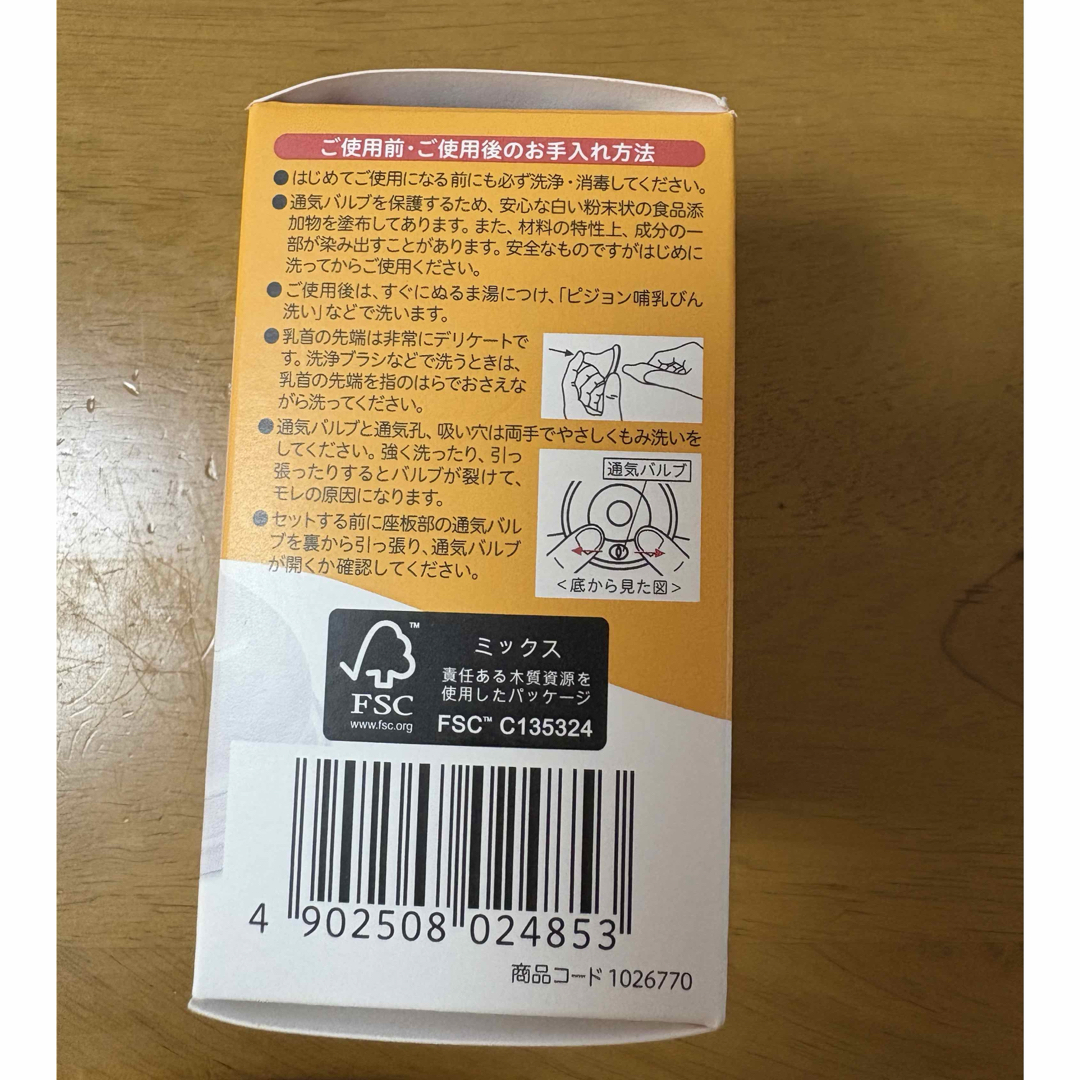 ご使用前・ご使用後のお手入れ方法
●はじめてご使用になる前にも必ず洗浄・消毒してください。
●通気バルブを保護するため、安心な白い粉末状の食品添
加物を塗布してあります。また、材料の特性上、成分の一
部が染み出すことがあります。安全なものですがはじめに
洗ってからご使用ください。
●ご使用後は、すぐにぬるま湯につけ、「ピジョン哺乳びん
洗い」などで洗います。
●乳首の先端は非常にデリケートで
す。洗浄ブラシなどで洗うときは、
乳首の先端を指のはらでおさえな
がら洗ってください。
●通気バルブと通気孔、吸い穴は両手でやさしくもみ洗いを
してください。強く洗ったり、引っ
張ったりするとバルブが裂けて、
モレの原因になります。
●セットする前に座板部の通気バル
ブを裏から引っ張り、通気バルブ
が開くか確認してください。
通気バルブ
<底から見た図>
TM
FSC
www.fsc.org
ミックス
責任ある木質資源を
使用したパッケージ
FSC™ C135324
4 902508 024853
商品コード 1026770